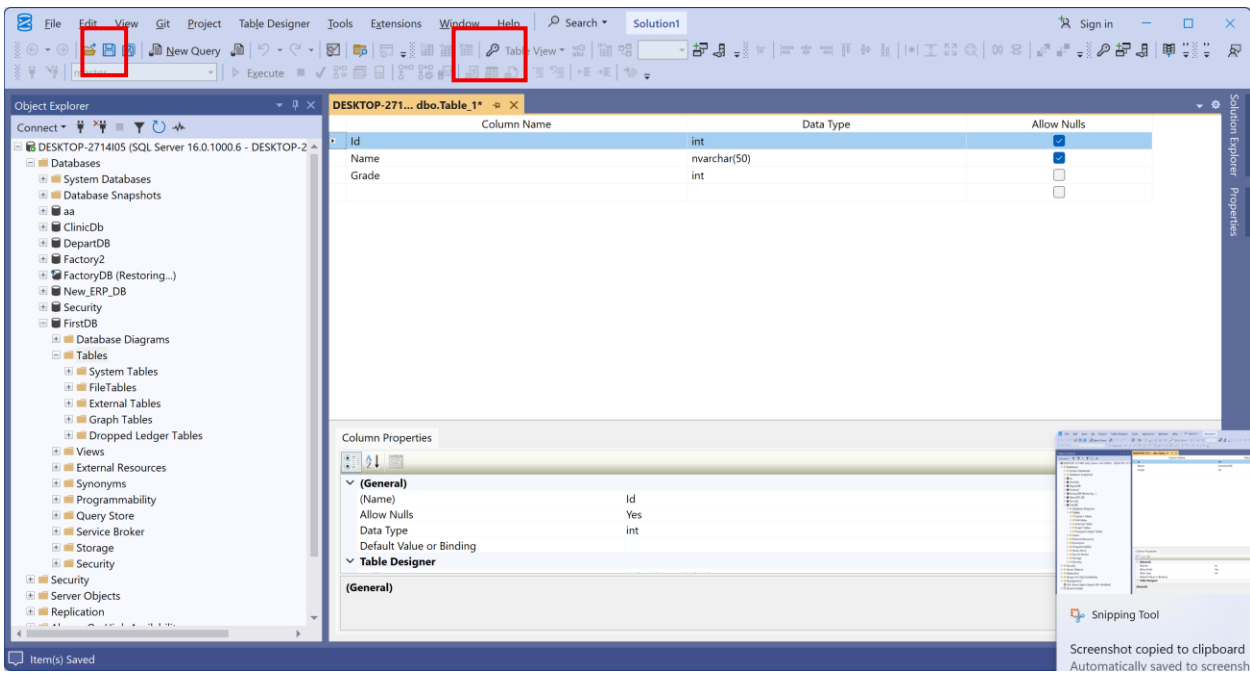 File Edit View Git Project Table Designer Tools Extensions Window Help Search Solution1 Sign in
New Query Table View
master Execute
Object Explorer
Connect
DESKTOP-2714I05 (SQL Server 16.0.1000.6 - DESKTOP-2
Databases
System Databases
Database Snapshots
aa
ClinicDb
DepartDB
Factory2
FactoryDB (Restoring...)
New_ERP_DB
Security
FirstDB
Database Diagrams
Tables
System Tables
FileTables
External Tables
Graph Tables
Dropped Ledger Tables
Views
External Resources
Synonyms
Programmability
Query Store
Service Broker
Storage
Security
Security
Server Objects
Replication
DESKTOP-271... dbo.Table_1*
Column Name Data Type Allow Nulls
Id int
Name nvarchar(50)
Grade int
Column Properties
(General)
(Name) Id
Allow Nulls Yes
Data Type int
Default Value or Binding
Table Designer
(General)
Solution Explorer
Properties
Snipping Tool
Screenshot copied to clipboard
Automatically saved to screensh
Item(s) Saved